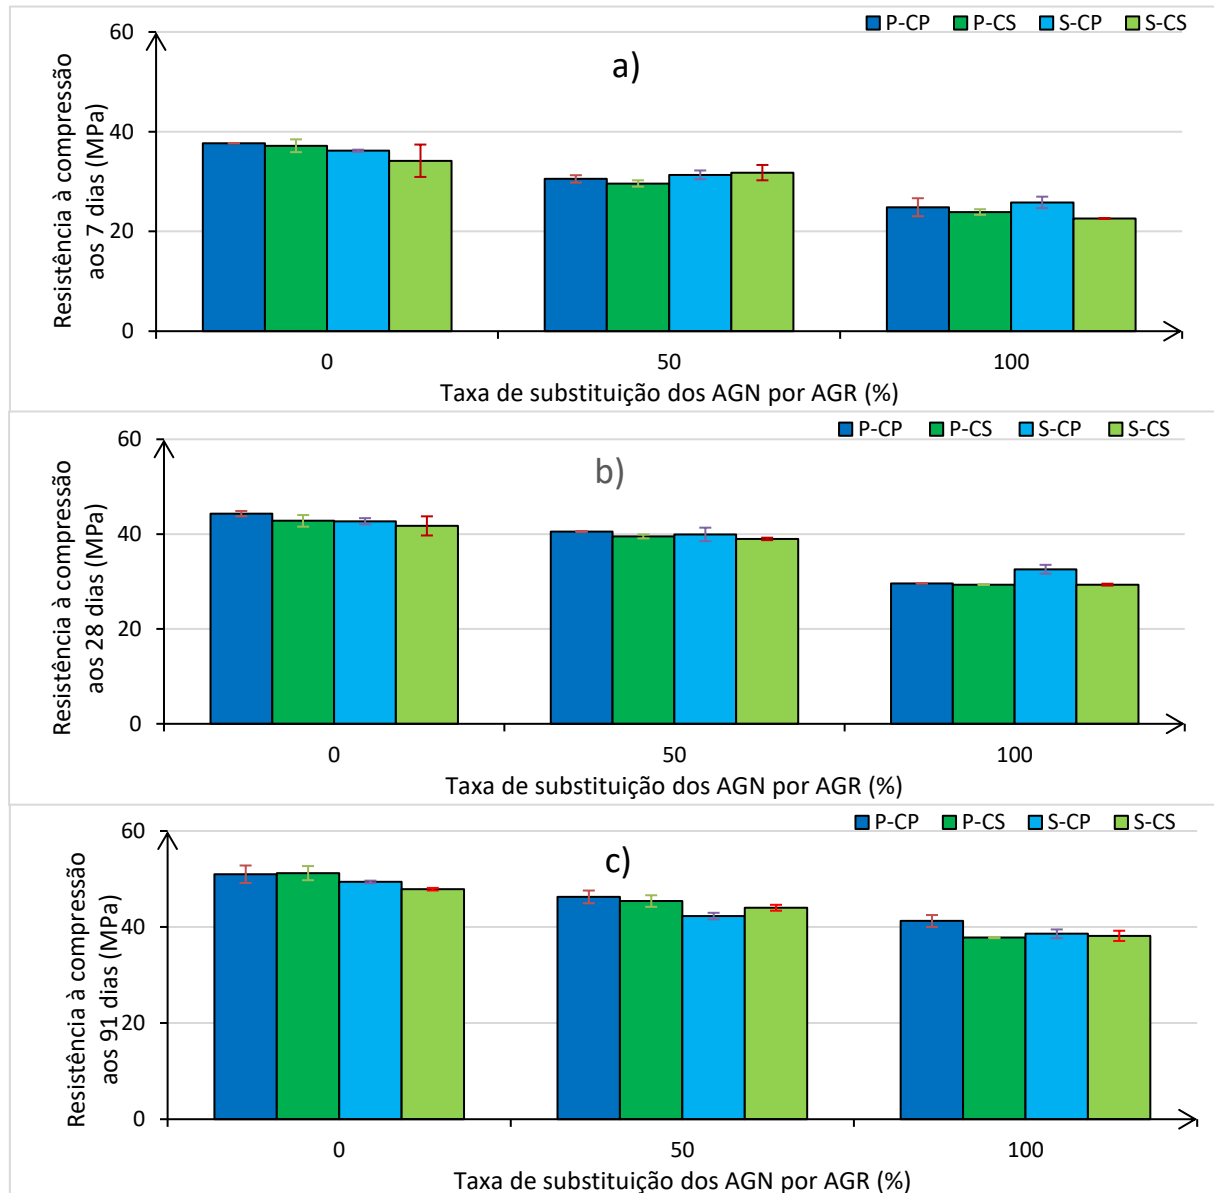 P-CP P-CS S-CP S-CS
a)
Resistência à compressão
aos 7 dias (MPa)
60
40
20
0
0 50 100
Taxa de substituição dos AGN por AGR (%)
P-CP P-CS S-CP S-CS
b)
Resistência à compressão
aos 28 dias (MPa)
60
40
20
0
0 50 100
Taxa de substituição dos AGN por AGR (%)
P-CP P-CS S-CP S-CS
c)
Resistência à compressão
aos 91 dias (MPa)
60
40
20
0
0 50 100
Taxa de substituição dos AGN por AGR (%)